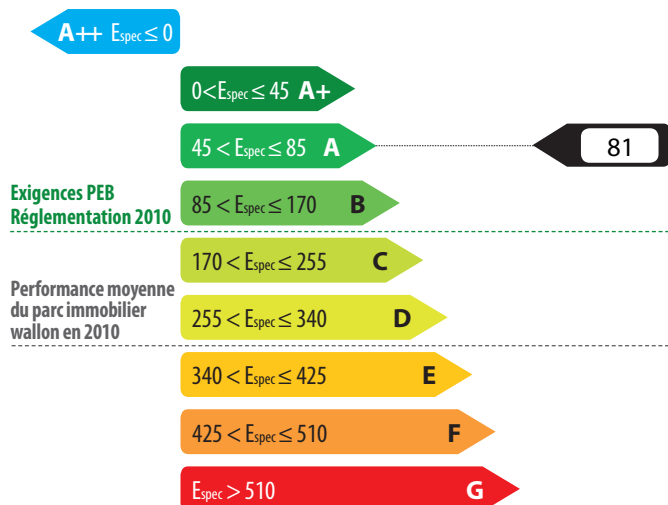 A++ Espec ≤ 0
0<Espec ≤ 45 A+
45 < Espec ≤ 85 A
81
Exigences PEB
Réglementation 2010
85 < Espec ≤ 170 B
170 < Espec ≤ 255 C
Performance moyenne
du parc immobilier
wallon en 2010
255 < Espec ≤ 340 D
340 < Espec ≤ 425 E
425 < Espec ≤ 510 F
Espec > 510 G